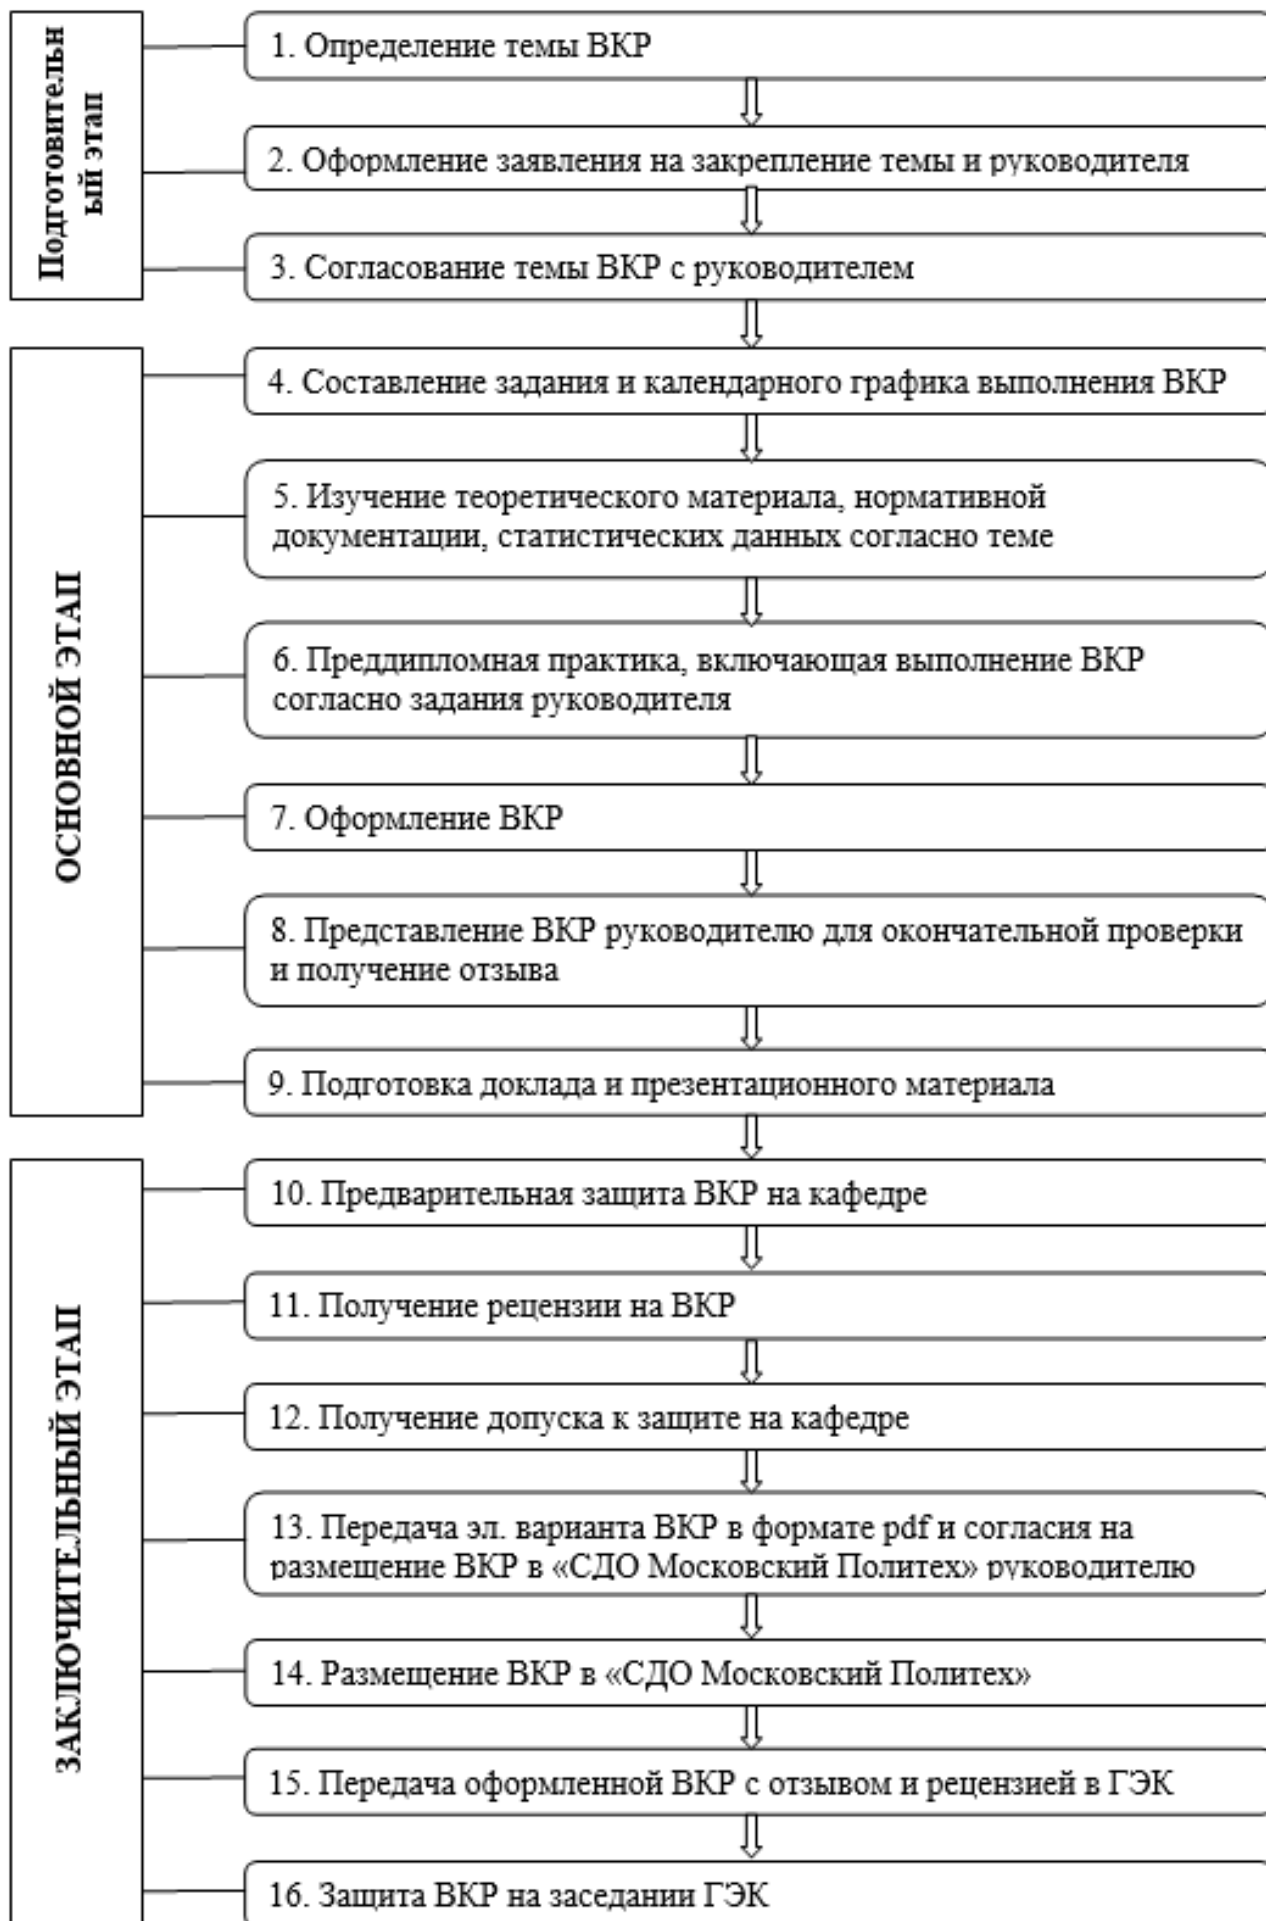 Подготовительн
ый этап
1. Определение темы ВКР
2. Оформление заявления на закрепление темы и руководителя
3. Согласование темы ВКР с руководителем
ОСНОВНОЙ ЭТАП
4. Составление задания и календарного графика выполнения ВКР
5. Изучение теоретического материала, нормативной
документации, статистических данных согласно теме
6. Преддипломная практика, включающая выполнение ВКР
согласно задания руководителя
7. Оформление ВКР
8. Представление ВКР руководителю для окончательной проверки
и получение отзыва
9. Подготовка доклада и презентационного материала
ЗАКЛЮЧИТЕЛЬНЫЙ ЭТАП
10. Предварительная защита ВКР на кафедре
11. Получение рецензии на ВКР
12. Получение допуска к защите на кафедре
13. Передача эл. варианта ВКР в формате pdf и согласия на
размещение ВКР в «СДО Московский Политех» руководителю
14. Размещение ВКР в «СДО Московский Политех»
15. Передача оформленной ВКР с отзывом и рецензией в ГЭК
16. Защита ВКР на заседании ГЭК